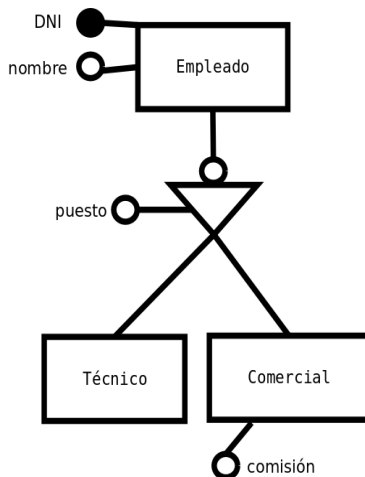 DNI
nombre
Empleado
puesto
Técnico
Comercial
comisión